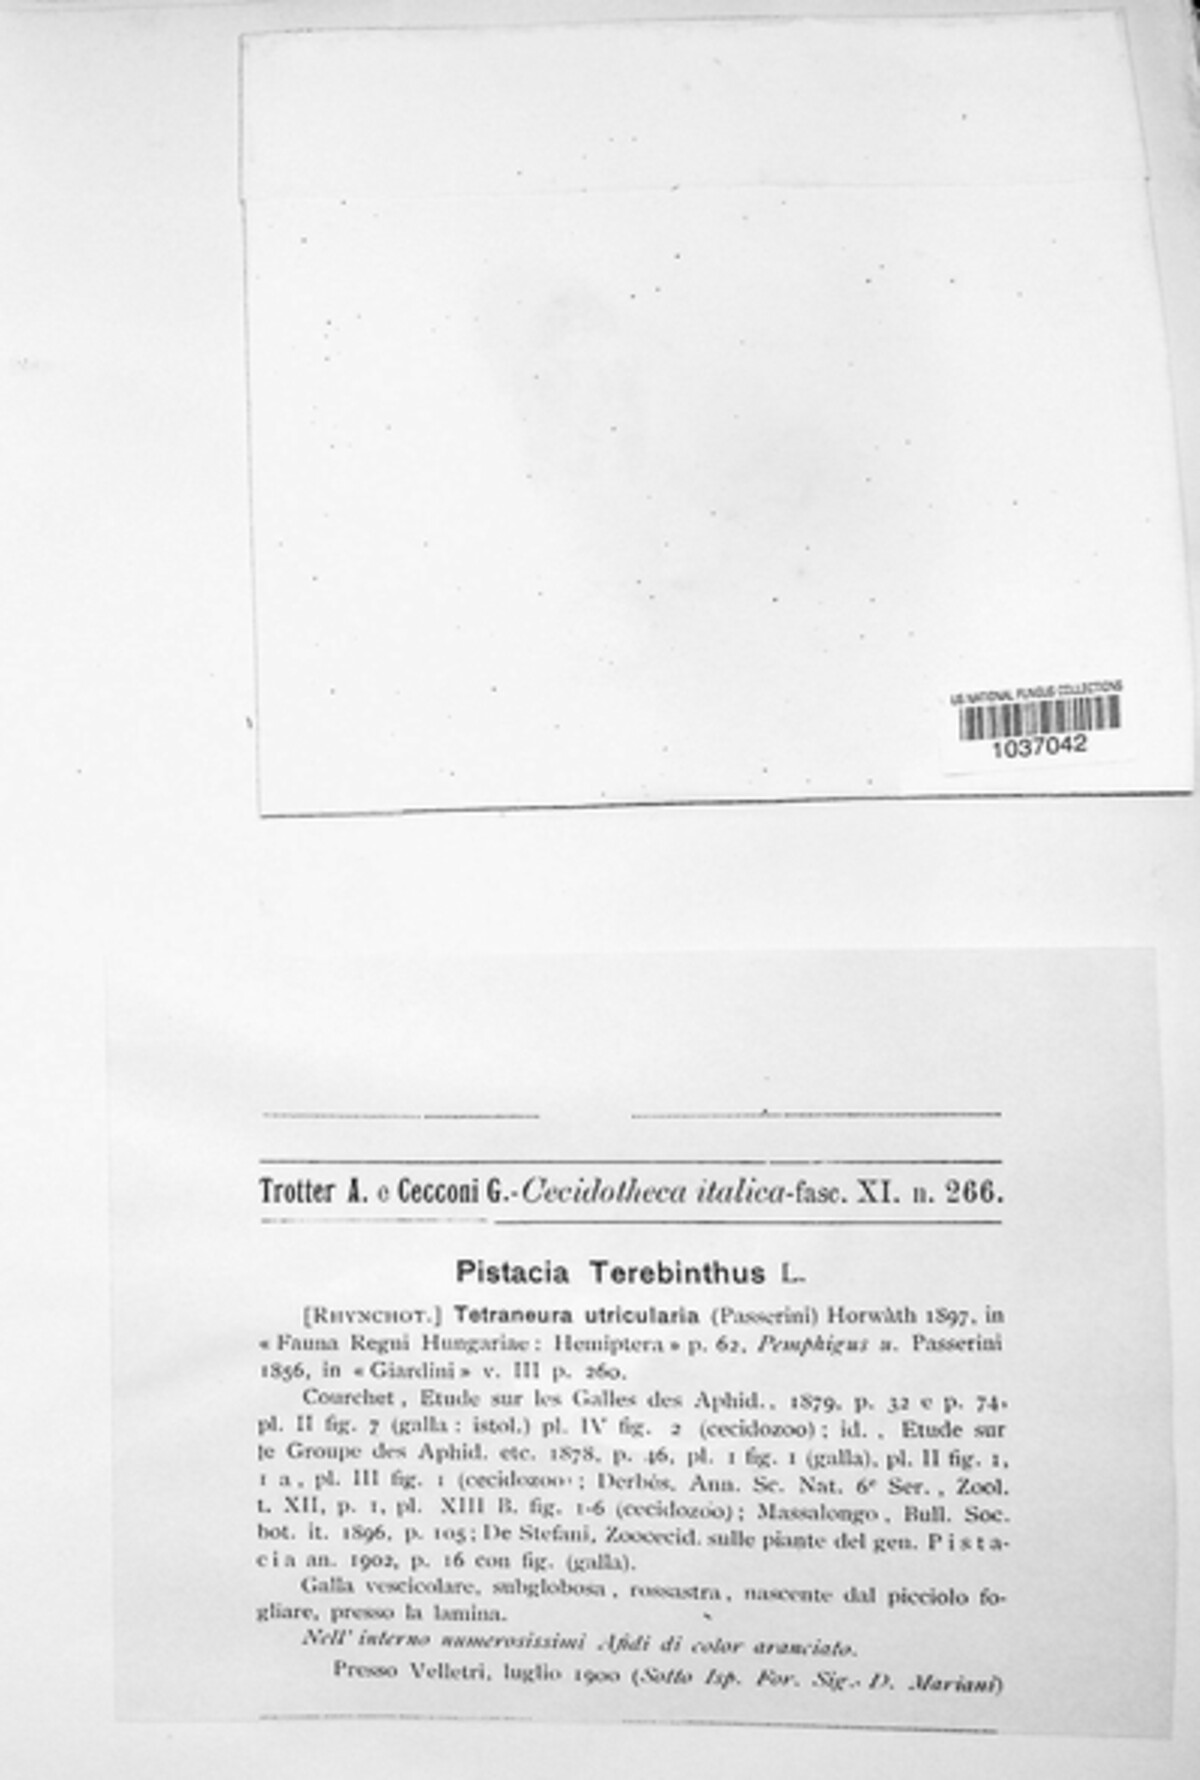 US NATIONAL FUNGUS COLLECTIONS
1037042
Trotter A. e Cecconi G.-Cecidotheca italica-fasc. XI. n. 266.
Pistacia Terebinthus L.
[RHYNCHOT.] Tetraneura utricularia (Passerini) Horwàth 1897, in
« Fauna Regni Hungariae: Hemiptera » p. 62, Pemphigus u. Passerini
1856, in « Giardini » v. III p. 260.
Courchet, Etude sur les Galles des Aphid., 1879, p. 32 e p. 74,
pl. II fig. 7 (galla: istol.) pl. IV fig. 2 (cecidozoo); id., Etude sur
le Groupe des Aphid. etc. 1878, p. 46, pl. 1 fig. 1 (galla), pl. II fig. 1,
1 a, pl. III fig. 1 (cecidozoo); Derbés, Ann. Sc. Nat. 6e Ser., Zool.
t. XII, p. 1, pl. XIII B. fig. 1-6 (cecidozoo); Massalongo, Bull. Soc.
bot. it. 1896, p. 105; De Stefani, Zoocecid. sulle piante del gen. Pista-
cia an. 1902, p. 16 con fig. (galla).
Galla vescicolare, subglobosa, rossastra, nascente dal picciolo fo-
gliare, presso la lamina.
Nell' interno numerosissimi Afidi di color aranciato.
Presso Velletri, luglio 1900 (Sotto Isp. For. Sig. D. Mariani)